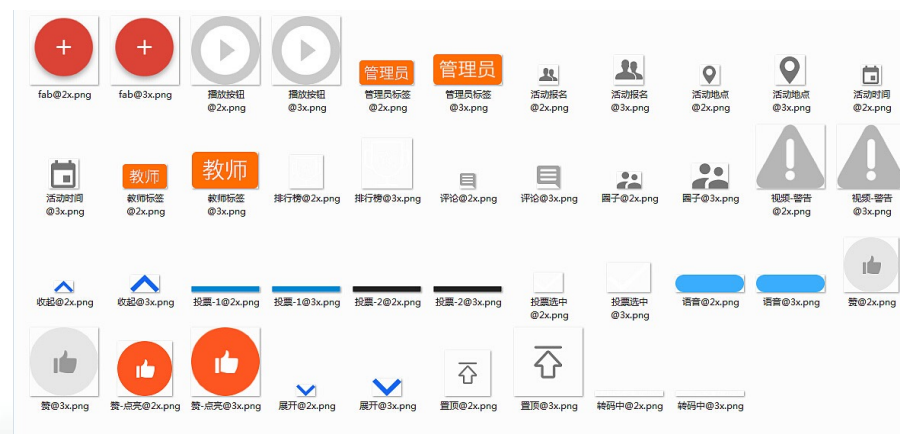 管理员
管理员
fab@2x.png
fab@3x.png
播放按钮
@2x.png
播放按钮
@3x.png
管理员标签
@2x.png
管理员标签
@3x.png
活动报名
@2x.png
活动报名
@3x.png
活动地点
@2x.png
活动地点
@3x.png
活动时间
@2x.png
教师
教师
活动时间
@3x.png
教师标签
@2x.png
教师标签
@3x.png
排行榜@2x.png
排行榜@3x.png
评论@2x.png
评论@3x.png
圈子@2x.png
圈子@3x.png
视频-警告
@2x.png
视频-警告
@3x.png
收起@2x.png
收起@3x.png
投票-1@2x.png
投票-1@3x.png
投票-2@2x.png
投票-2@3x.png
投票选中
@2x.png
投票选中
@3x.png
语音@2x.png
语音@3x.png
赞@2x.png
赞@3x.png
赞-点亮@2x.png
赞-点亮@3x.png
展开@2x.png
展开@3x.png
置顶@2x.png
置顶@3x.png
转码中@2x.png
转码中@3x.png